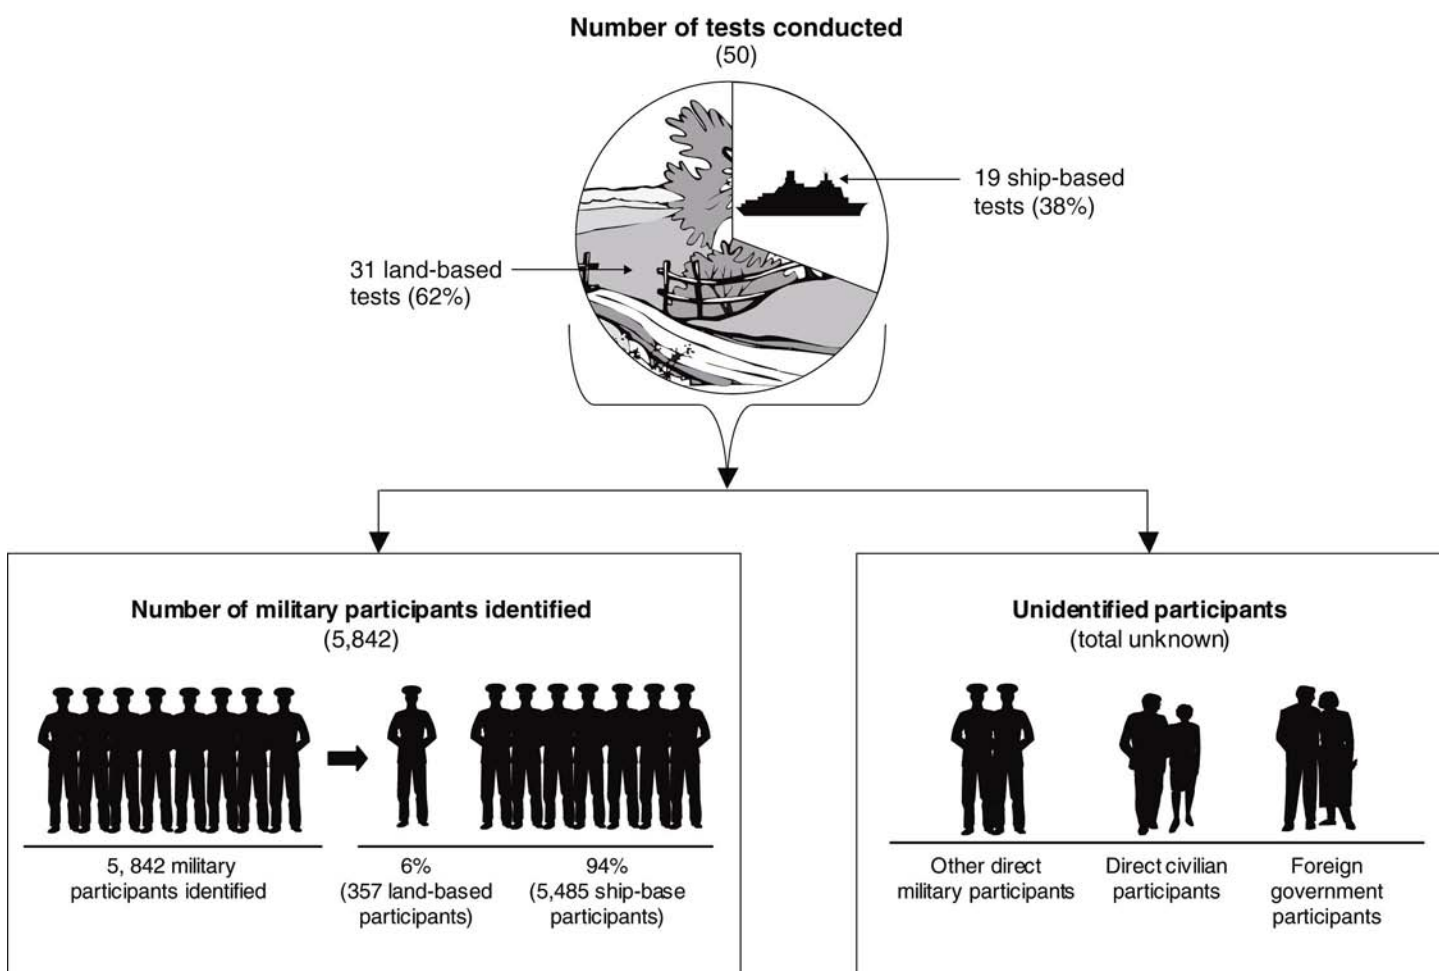 Number of tests conducted
(50)
19 ship-based
tests (38%)
31 land-based
tests (62%)
Number of military participants identified
(5,842)
5, 842 military
participants identified
6%
(357 land-based
participants)
94%
(5,485 ship-base
participants)
Unidentified participants
(total unknown)
Other direct
military participants
Direct civilian
participants
Foreign
government
participants